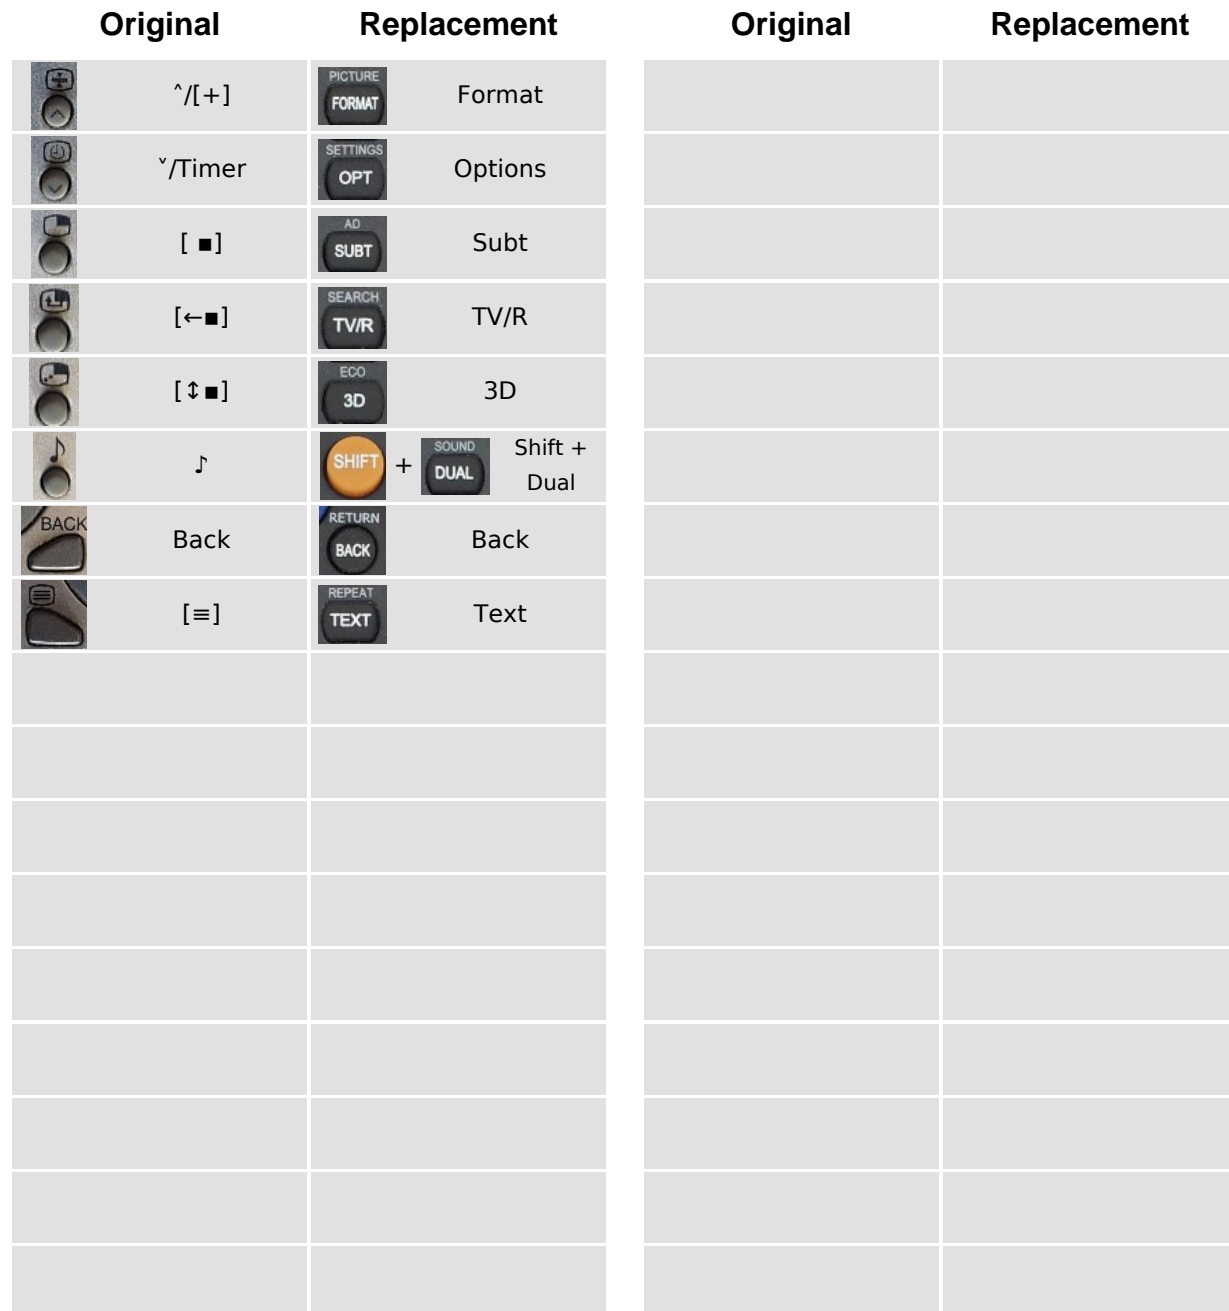 Original Replacement Original Replacement
˄/[+] PICTURE FORMAT Format
˅/Timer SETTINGS OPT Options
[ ▪] AD SUBT Subt
[←▪] SEARCH TV/R TV/R
[↕▪] ECO 3D 3D
♪ SHIFT + SOUND DUAL Shift +
Dual
BACK Back RETURN BACK Back
[≡] REPEAT TEXT Text